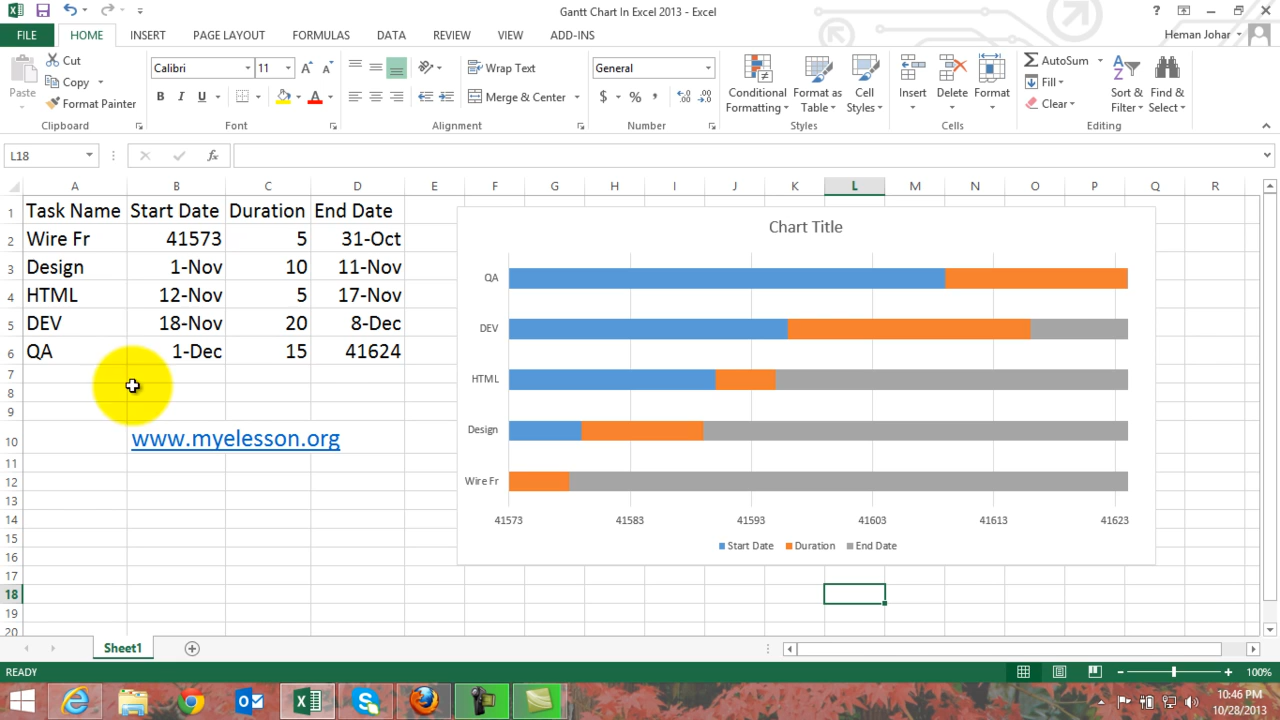 Gantt Chart In Excel 2013 - Excel
FILE HOME INSERT PAGE LAYOUT FORMULAS DATA REVIEW VIEW ADD-INS
Heman Johar
Paste
Cut
Copy
Format Painter
Clipboard
Calibri 11
B I U
Font
Wrap Text
Merge & Center
Alignment
General
$ % ,
Number
Conditional Formatting
Format as Table
Cell Styles
Styles
Insert Delete Format
Cells
AutoSum
Fill
Clear
Sort & Filter
Find & Select
Editing
L18
fx
A B C D E F G H I J K L M N O P Q R
1 Task Name Start Date Duration End Date
2 Wire Fr 41573 5 31-Oct
3 Design 1-Nov 10 11-Nov
4 HTML 12-Nov 5 17-Nov
5 DEV 18-Nov 20 8-Dec
6 QA 1-Dec 15 41624
7
8
9
10 www.myelesson.org
11
12
13
14
15
16
17
18
19
20
Chart Title
QA
DEV
HTML
Design
Wire Fr
41573 41583 41593 41603 41613 41623
Start Date Duration End Date
Sheet1
READY
100%
10:46 PM
10/28/2013